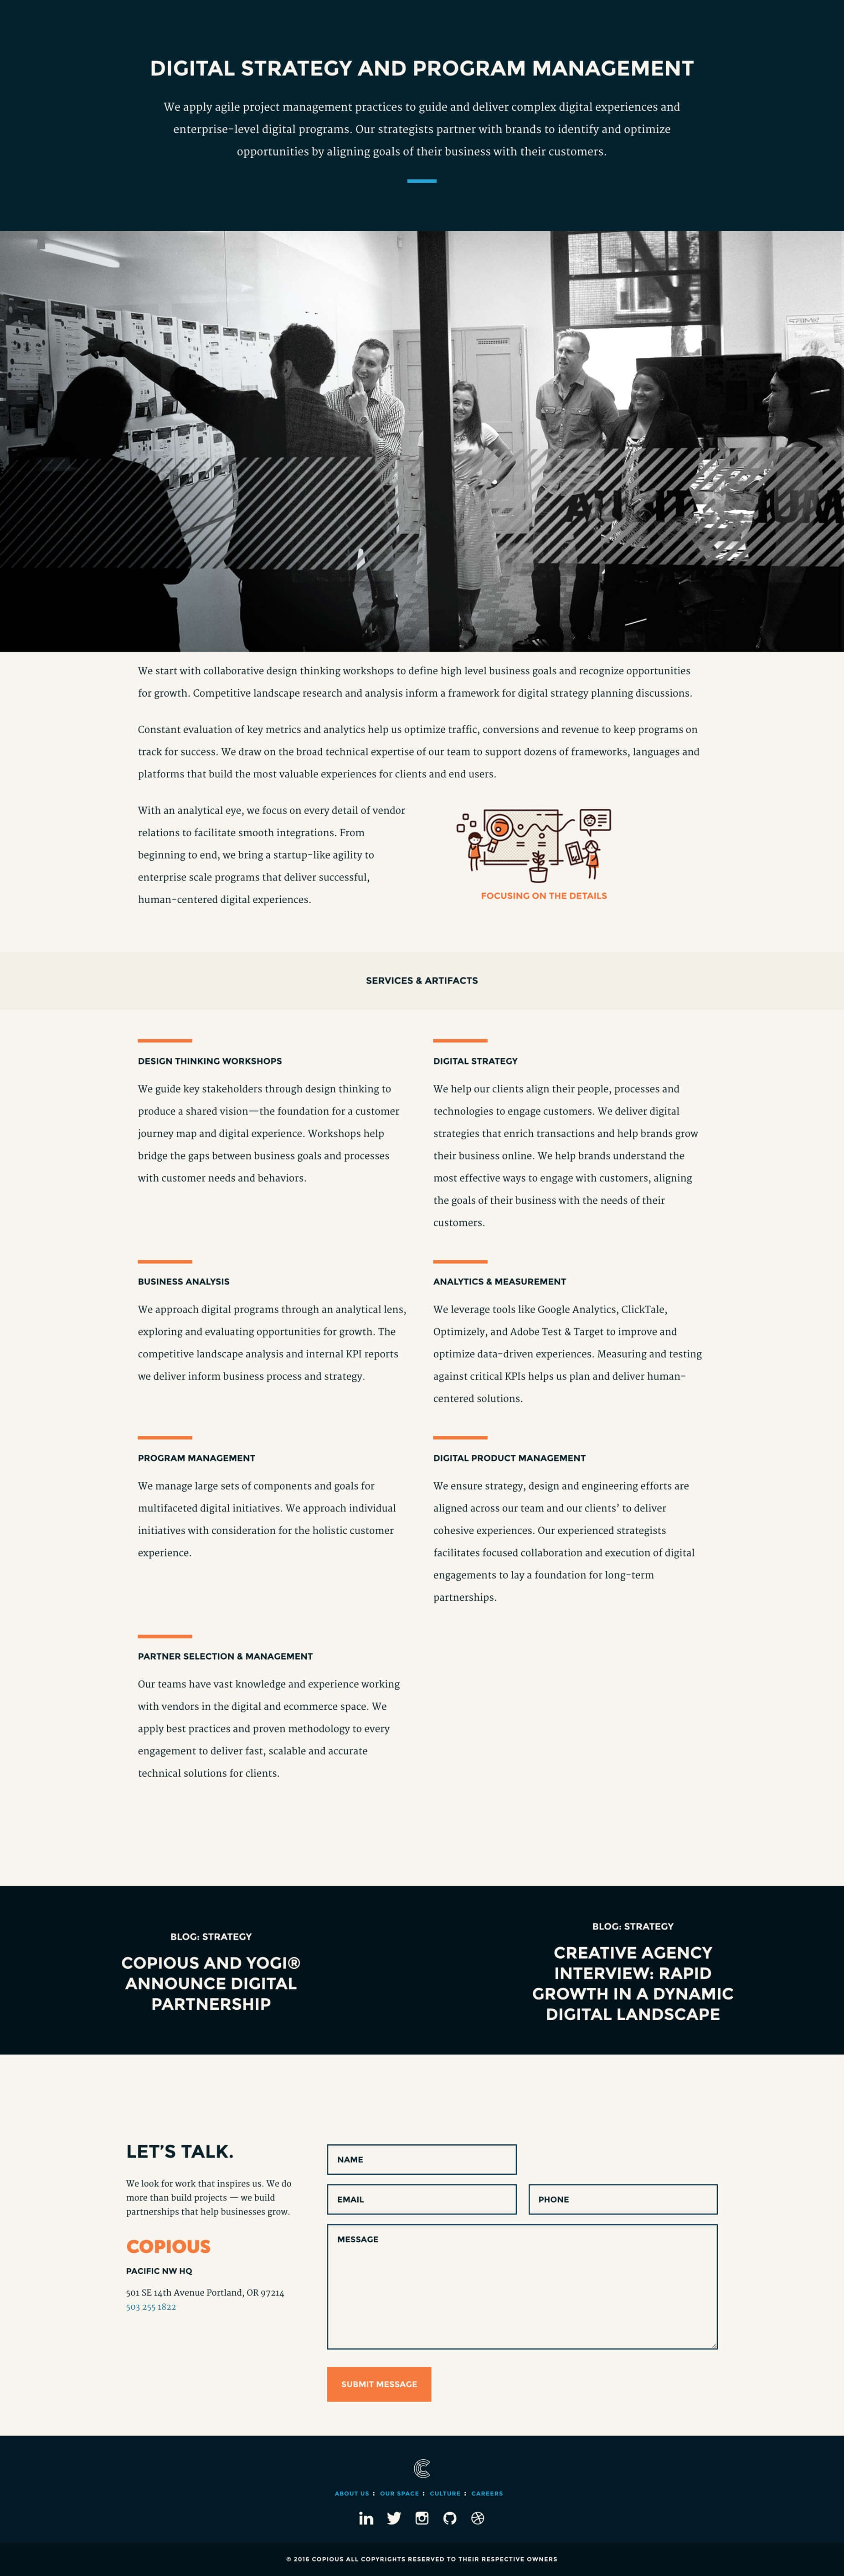 DIGITAL STRATEGY AND PROGRAM MANAGEMENT
We apply agile project management practices to guide and deliver complex digital experiences and
enterprise-level digital programs. Our strategists partner with brands to identify and optimize
opportunities by aligning goals of their business with their customers.
We start with collaborative design thinking workshops to define high level business goals and recognize opportunities
for growth. Competitive landscape research and analysis inform a framework for digital strategy planning discussions.
Constant evaluation of key metrics and analytics help us optimize traffic, conversions and revenue to keep programs on
track for success. We draw on the broad technical expertise of our team to support dozens of frameworks, languages and
platforms that build the most valuable experiences for clients and end users.
With an analytical eye, we focus on every detail of vendor
relations to facilitate smooth integrations. From
beginning to end, we bring a startup-like agility to
enterprise scale programs that deliver successful,
human-centered digital experiences.
FOCUSING ON THE DETAILS
SERVICES & ARTIFACTS
DESIGN THINKING WORKSHOPS
We guide key stakeholders through design thinking to
produce a shared vision—the foundation for a customer
journey map and digital experience. Workshops help
bridge the gaps between business goals and processes
with customer needs and behaviors.
DIGITAL STRATEGY
We help our clients align their people, processes and
technologies to engage customers. We deliver digital
strategies that enrich transactions and help brands grow
their business online. We help brands understand the
most effective ways to engage with customers, aligning
the goals of their business with the needs of their
customers.
BUSINESS ANALYSIS
We approach digital programs through an analytical lens,
exploring and evaluating opportunities for growth. The
competitive landscape analysis and internal KPI reports
we deliver inform business process and strategy.
ANALYTICS & MEASUREMENT
We leverage tools like Google Analytics, ClickTale,
Optimizely, and Adobe Test & Target to improve and
optimize data-driven experiences. Measuring and testing
against critical KPIs helps us plan and deliver human-
centered solutions.
PROGRAM MANAGEMENT
We manage large sets of components and goals for
multifaceted digital initiatives. We approach individual
initiatives with consideration for the holistic customer
experience.
DIGITAL PRODUCT MANAGEMENT
We ensure strategy, design and engineering efforts are
aligned across our team and our clients' to deliver
cohesive experiences. Our experienced strategists
facilitates focused collaboration and execution of digital
engagements to lay a foundation for long-term
partnerships.
PARTNER SELECTION & MANAGEMENT
Our teams have vast knowledge and experience working
with vendors in the digital and ecommerce space. We
apply best practices and proven methodology to every
engagement to deliver fast, scalable and accurate
technical solutions for clients.
BLOG: STRATEGY
COPIOUS AND YOGI®
ANNOUNCE DIGITAL
PARTNERSHIP
BLOG: STRATEGY
CREATIVE AGENCY
INTERVIEW: RAPID
GROWTH IN A DYNAMIC
DIGITAL LANDSCAPE
LET'S TALK.
We look for work that inspires us. We do
more than build projects — we build
partnerships that help businesses grow.
COPIOUS
PACIFIC NW HQ
501 SE 14th Avenue Portland, OR 97214
503 255 1822
NAME
EMAIL
PHONE
MESSAGE
SUBMIT MESSAGE
ABOUT US : OUR SPACE : CULTURE : CAREERS
© 2016 COPIOUS ALL COPYRIGHTS RESERVED TO THEIR RESPECTIVE OWNERS